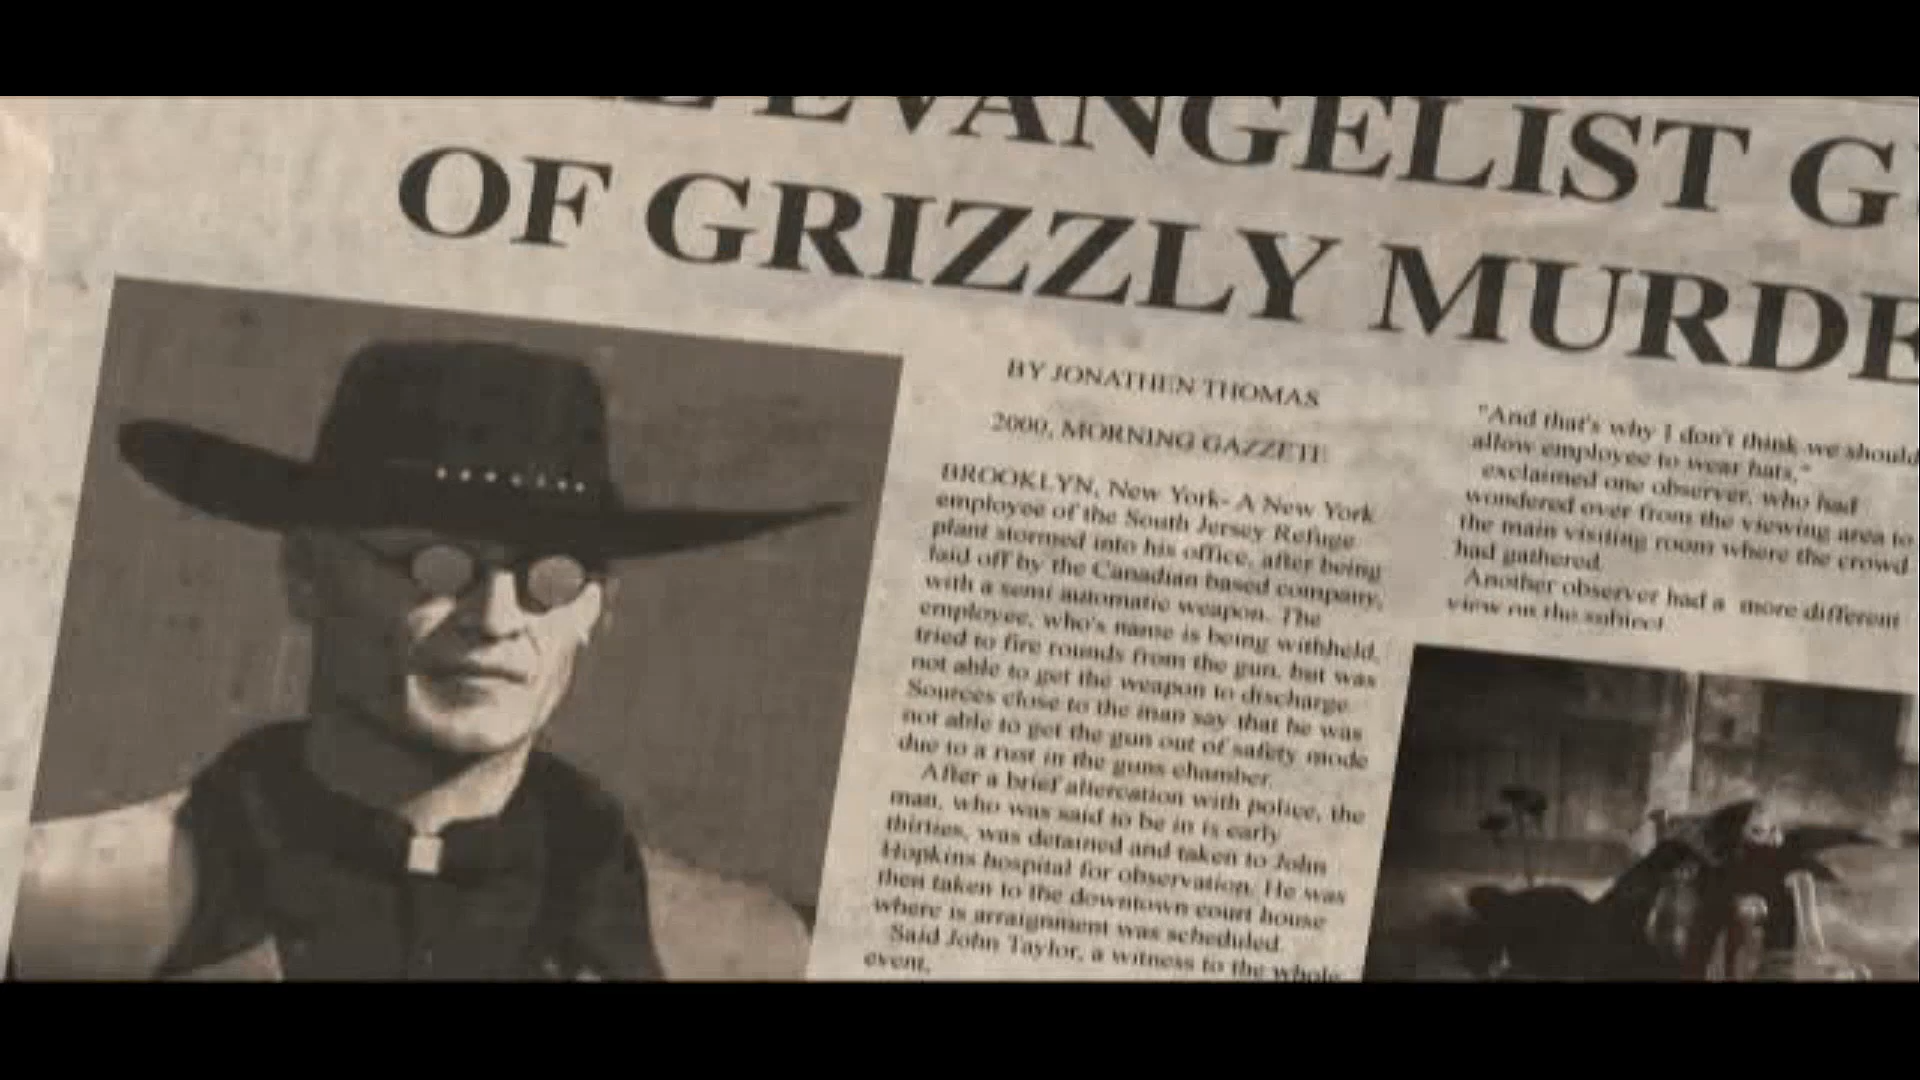 EVANGELIST G
OF GRIZZLY MURDE
BY JONATHEN THOMAS
2000, MORNING GAZZETE
BROOKLYN, New York- A New York
employee of the South Jersey Refuge
plant stormed into his office, after being
laid off by the Canadian based company,
with a semi automatic weapon. The
employee, who's name is being withheld,
tried to fire rounds from the gun, but was
not able to get the weapon to discharge.
Sources close to the man say that he was
not able to get the gun out of safety mode
due to a rust in the guns chamber.
After a brief altercation with police, the
man, who was said to be in is early
thirties, was detained and taken to John
Hopkins hospital for observation. He was
then taken to the downtown court house
where is arraignment was scheduled.
Said John Taylor, a witness to the whole
event,
"And that's why I don't think we should
allow employee to wear hats,"
exclaimed one observer, who had
wondered over from the viewing area to
the main visiting room where the crowd
had gathered.
Another observer had a more different
view on the subject